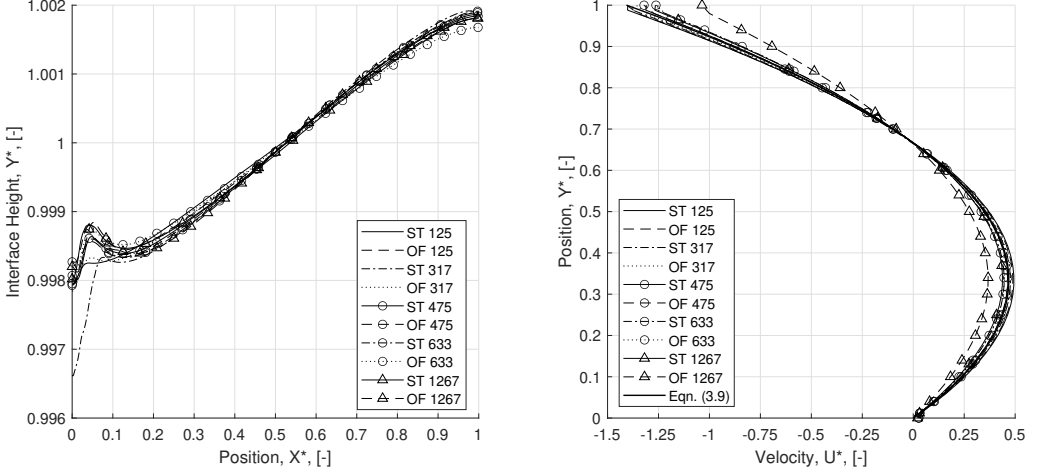 1.002
1.001
1
0.999
0.998
0.997
0.996
Interface Height, Y*, [-]
0 0.1 0.2 0.3 0.4 0.5 0.6 0.7 0.8 0.9 1
Position, X*, [-]
ST 125
OF 125
ST 317
OF 317
ST 475
OF 475
ST 633
OF 633
ST 1267
OF 1267
1
0.9
0.8
0.7
0.6
0.5
0.4
0.3
0.2
0.1
0
Position, Y*, [-]
-1.5 -1.25 -1 -0.75 -0.5 -0.25 0 0.25 0.5
Velocity, U*, [-]
ST 125
OF 125
ST 317
OF 317
ST 475
OF 475
ST 633
OF 633
ST 1267
OF 1267
Eqn. (3.9)